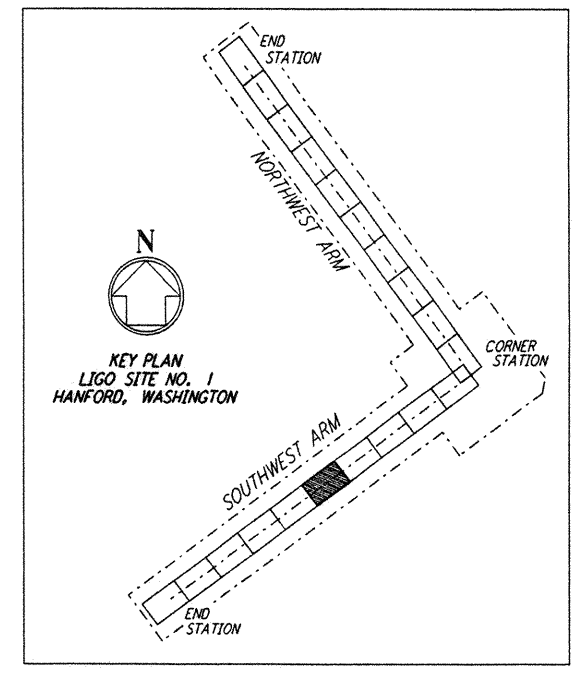 END
STATION
NORTHWEST ARM
N
KEY PLAN
LIGO SITE NO. 1
HANFORD, WASHINGTON
CORNER
STATION
SOUTHWEST ARM
END
STATION